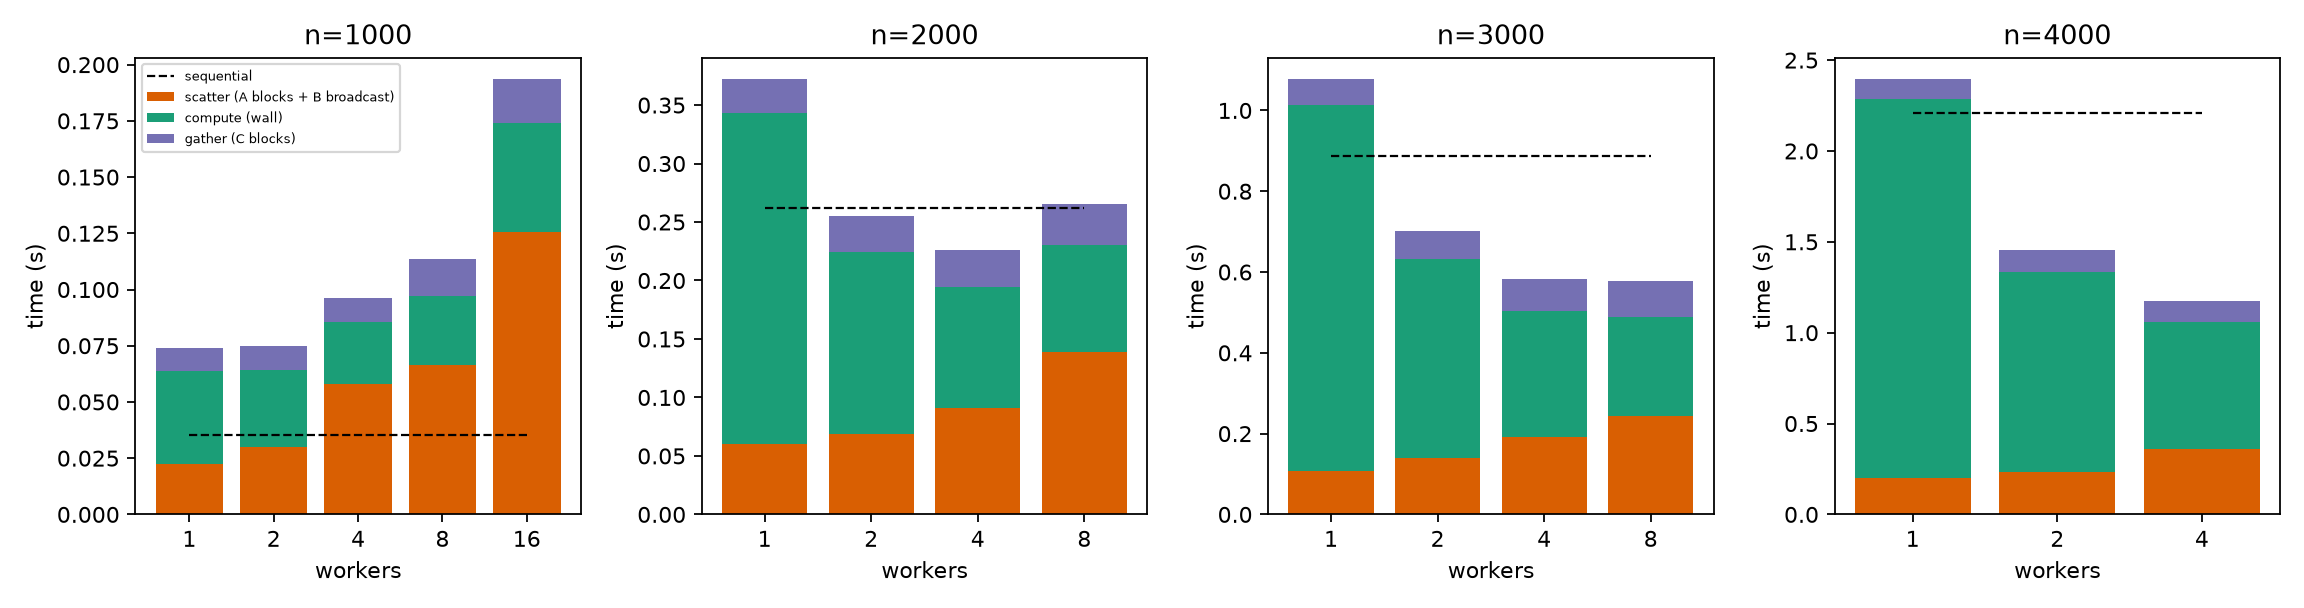 n=1000
0.200
0.175
0.150
0.125
0.100
0.075
0.050
0.025
0.000
time (s)
sequential
scatter (A blocks + B broadcast)
compute (wall)
gather (C blocks)
1 2 4 8 16
workers
n=2000
0.35
0.30
0.25
0.20
0.15
0.10
0.05
0.00
time (s)
1 2 4 8
workers
n=3000
1.0
0.8
0.6
0.4
0.2
0.0
time (s)
1 2 4 8
workers
n=4000
2.5
2.0
1.5
1.0
0.5
0.0
time (s)
1 2 4
workers